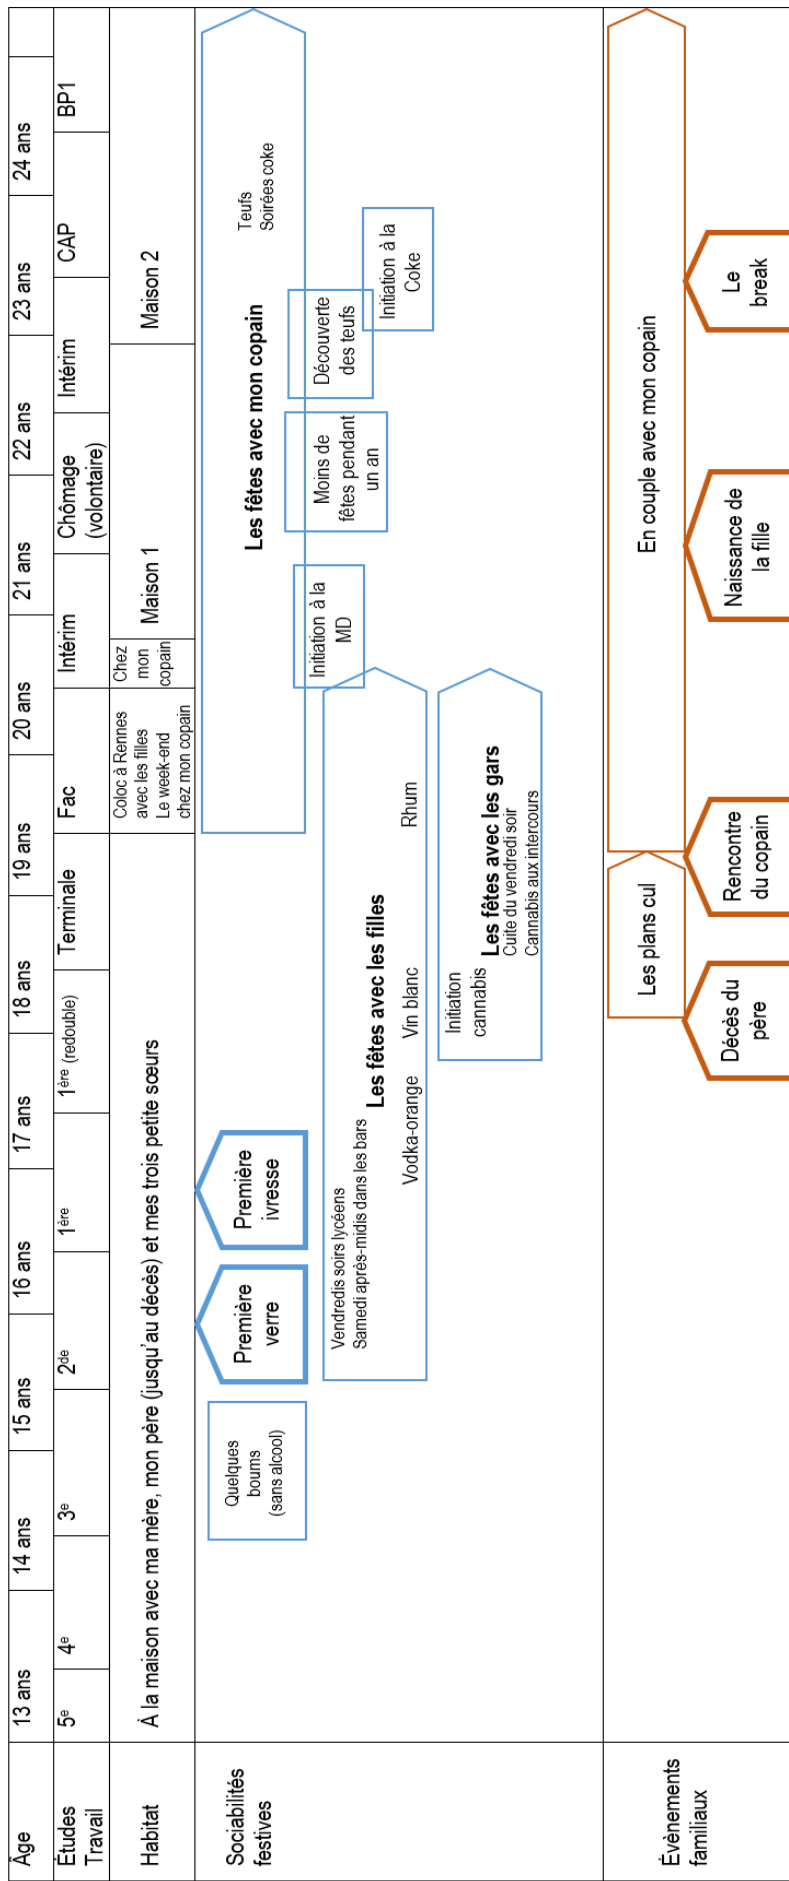 Âge
13 ans
14 ans
15 ans
16 ans
17 ans
18 ans
19 ans
20 ans
21 ans
22 ans
23 ans
24 ans
Études
Travail
5e
4e
3e
2de
1ère
1ère (redouble)
Terminale
Fac
Intérim
Chômage
(volontaire)
Intérim
CAP
BP1
Habitat
À la maison avec ma mère, mon père (jusqu'au décès) et mes trois petite sœurs
Coloc à Rennes
avec les filles
Le week-end
chez mon copain
Chez
mon
copain
Maison 1
Maison 2
Sociabilités
festives
Quelques
boums
(sans alcool)
Première
verre
Première
ivresse
Les fêtes avec mon copain
Teufs
Soirées coke
Initiation à la
MD
Moins de
fêtes pendant
un an
Découverte
des teufs
Initiation à la
Coke
Vendredis soirs lycéens
Samedi après-midis dans les bars
Les fêtes avec les filles
Vodka-orange
Vin blanc
Rhum
Initiation
cannabis
Les fêtes avec les gars
Cuite du vendredi soir
Cannabis aux intercours
Évènements
familiaux
Les plans cul
En couple avec mon copain
Décès du
père
Rencontre
du copain
Naissance de
la fille
Le
break